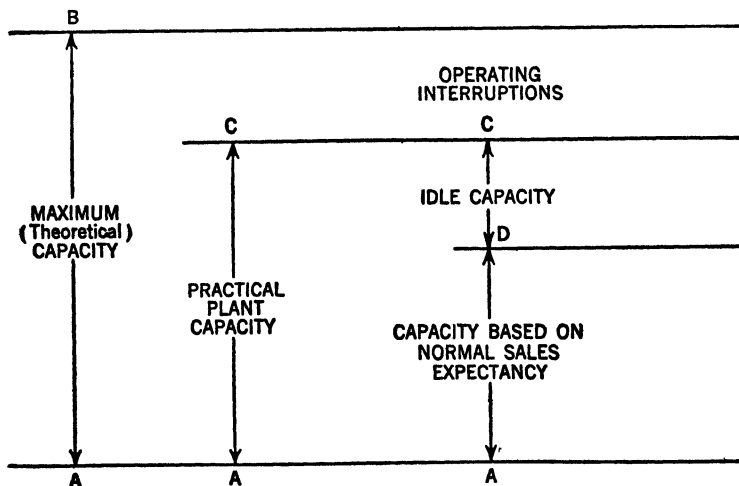 B
OPERATING
INTERRUPTIONS
C
C
IDLE CAPACITY
MAXIMUM
(Theoretical)
CAPACITY
D
PRACTICAL
PLANT
CAPACITY
CAPACITY BASED ON
NORMAL SALES
EXPECTANCY
A
A
A